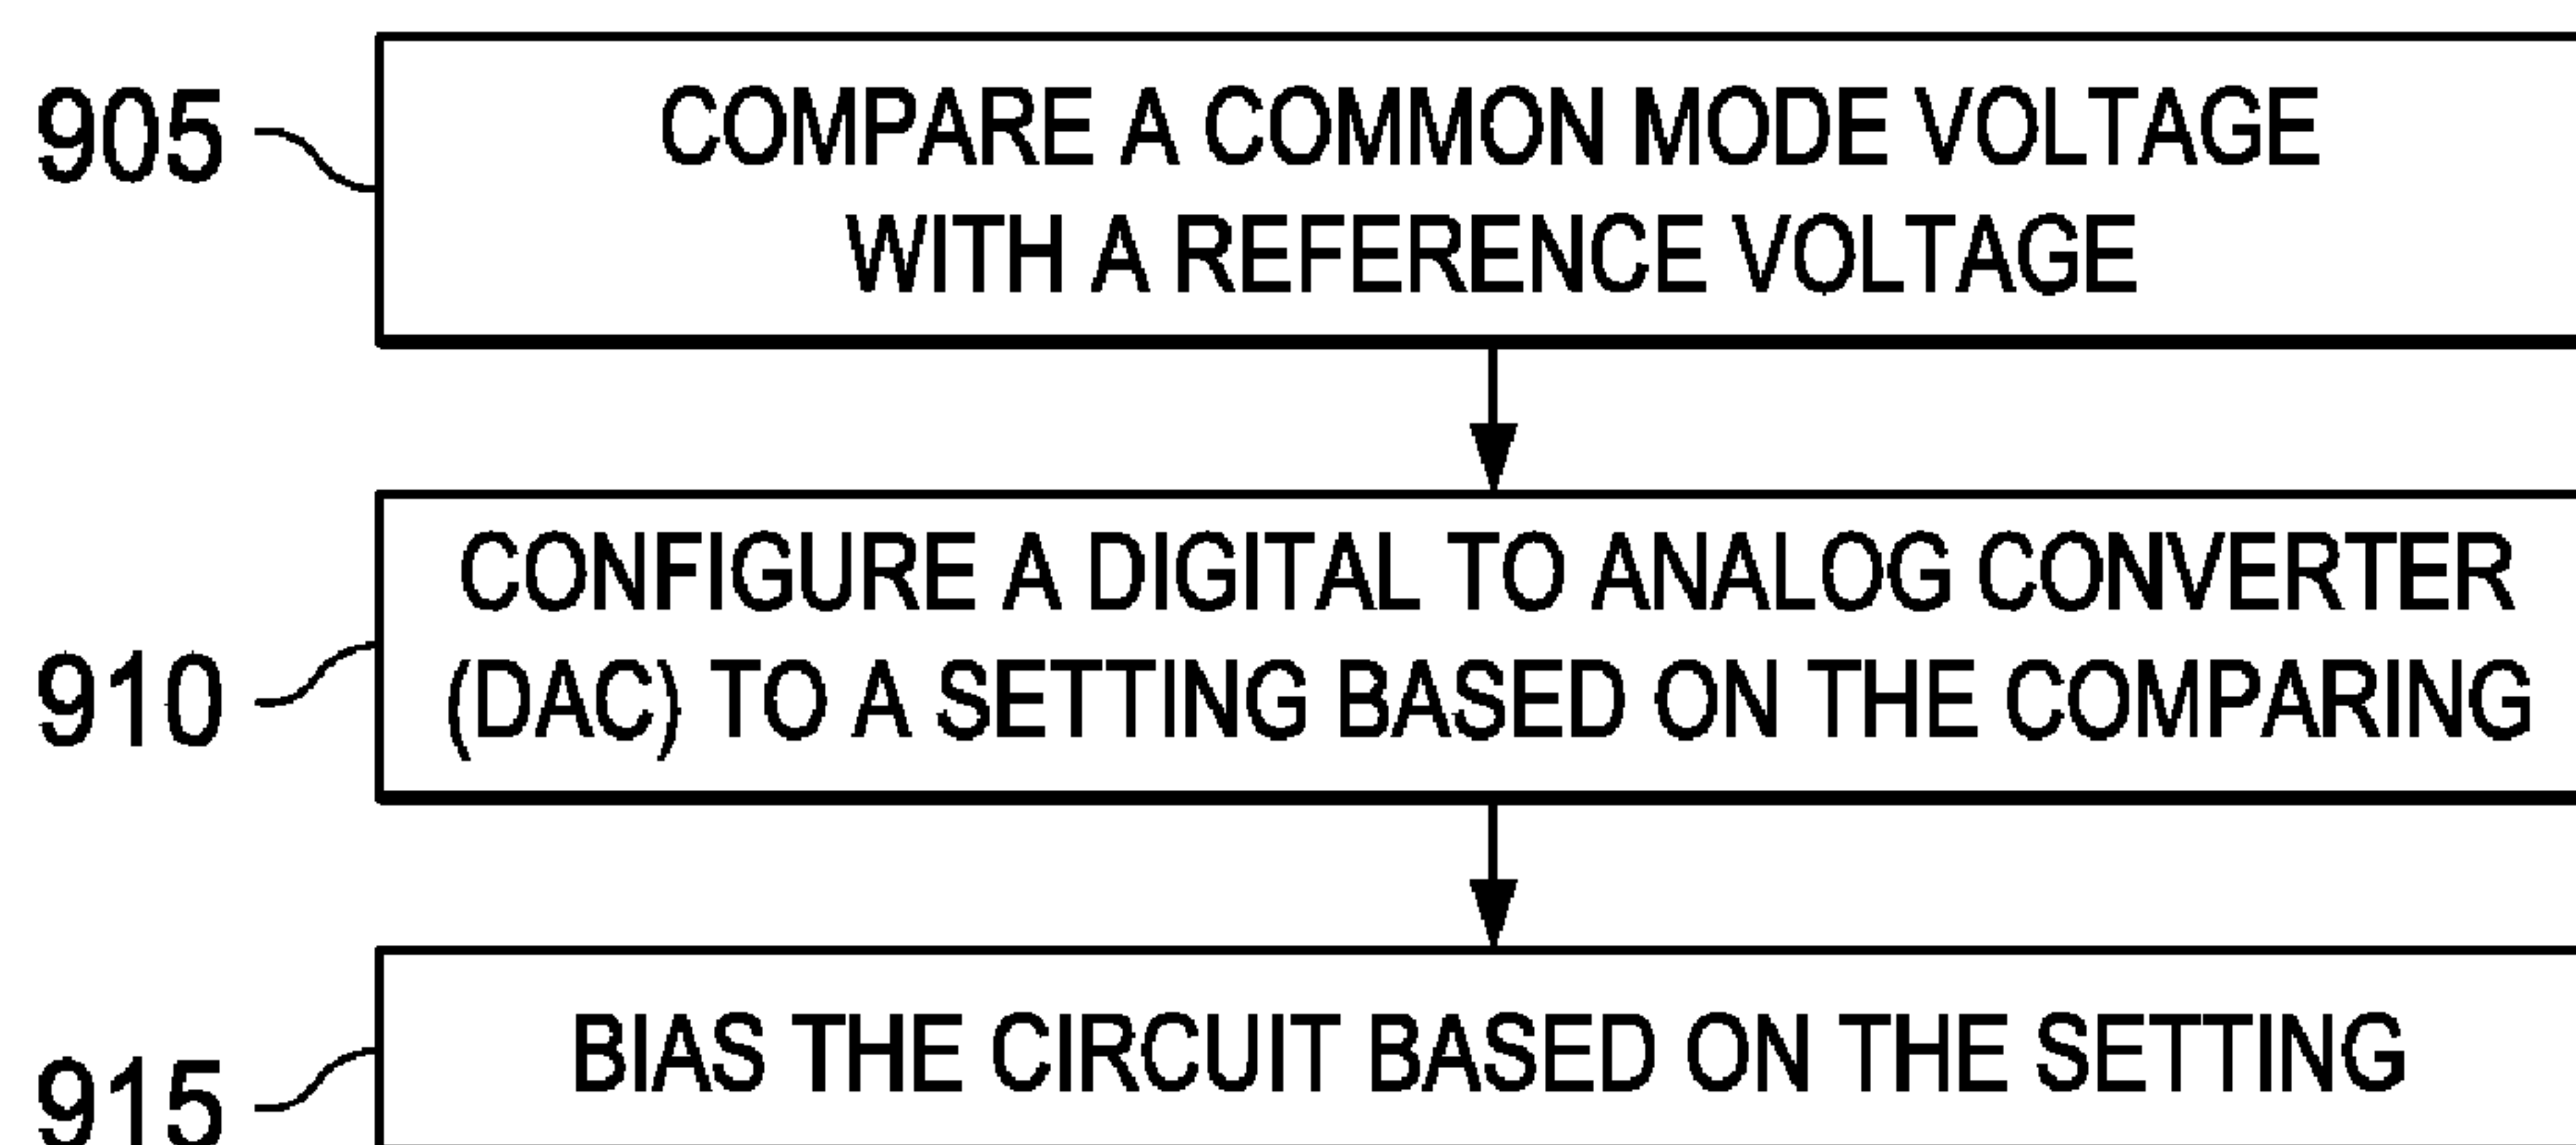 905
COMPARE A COMMON MODE VOLTAGE
WITH A REFERENCE VOLTAGE
CONFIGURE A DIGITAL TO ANALOG CONVERTER
(DAC) TO A SETTING BASED ON THE COMPARING
910
BIAS THE CIRCUIT BASED ON THE SETTING
915